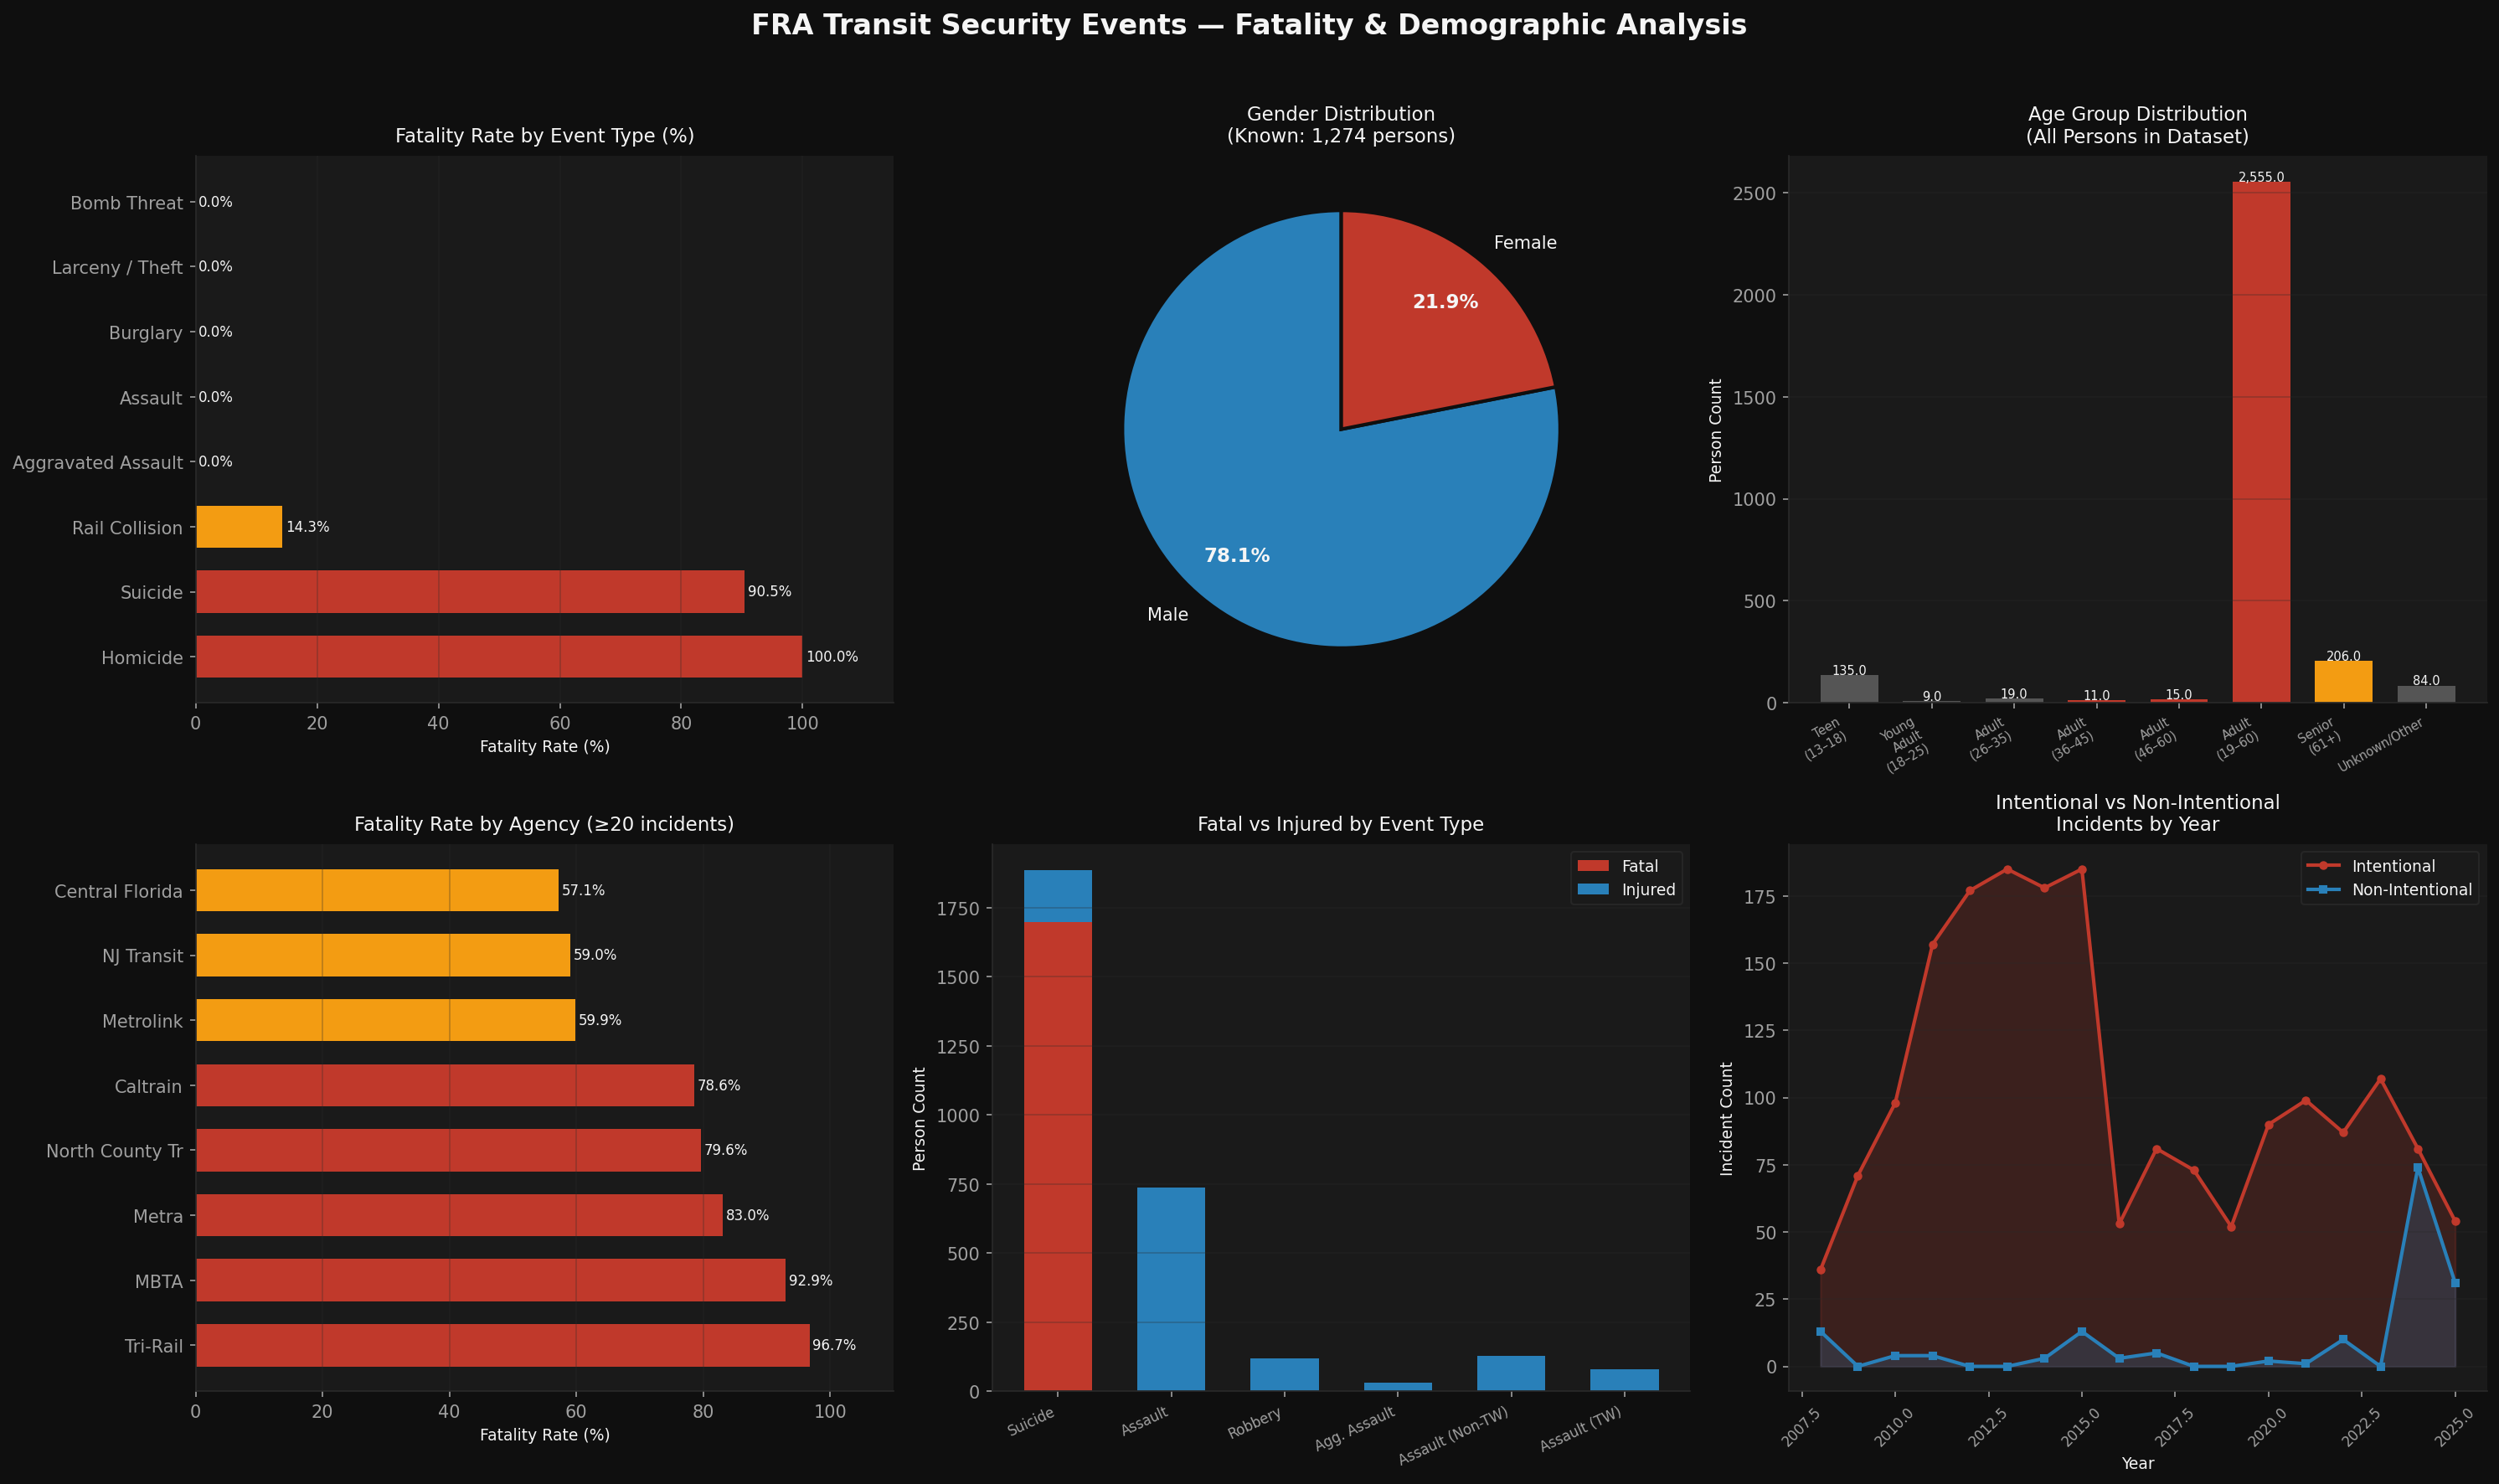 FRA Transit Security Events — Fatality & Demographic Analysis
Fatality Rate by Event Type (%)
Bomb Threat
0.0%
Larceny / Theft
0.0%
Burglary
0.0%
Assault
0.0%
Aggravated Assault
0.0%
Rail Collision
14.3%
Suicide
90.5%
Homicide
100.0%
0
20
40
60
80
100
Fatality Rate (%)
Gender Distribution
(Known: 1,274 persons)
Female
21.9%
78.1%
Male
Age Group Distribution
(All Persons in Dataset)
Person Count
2500
2000
1500
1000
500
0
135.0
9.0
19.0
11.0
15.0
2,555.0
206.0
84.0
Teen
(13–18)
Young
Adult
(18–25)
Adult
(26–35)
Adult
(36–45)
Adult
(46–60)
Adult
(19–60)
Senior
(61+)
Unknown/Other
Fatality Rate by Agency (≥20 incidents)
Central Florida
57.1%
NJ Transit
59.0%
Metrolink
59.9%
Caltrain
78.6%
North County Tr
79.6%
Metra
83.0%
MBTA
92.9%
Tri-Rail
96.7%
0
20
40
60
80
100
Fatality Rate (%)
Fatal vs Injured by Event Type
Fatal
Injured
Person Count
1750
1500
1250
1000
750
500
250
0
Suicide
Assault
Robbery
Agg. Assault
Assault (Non-TW)
Assault (TW)
Intentional vs Non-Intentional
Incidents by Year
Intentional
Non-Intentional
Incident Count
175
150
125
100
75
50
25
0
2007.5
2010.0
2012.5
2015.0
2017.5
2020.0
2022.5
2025.0
Year